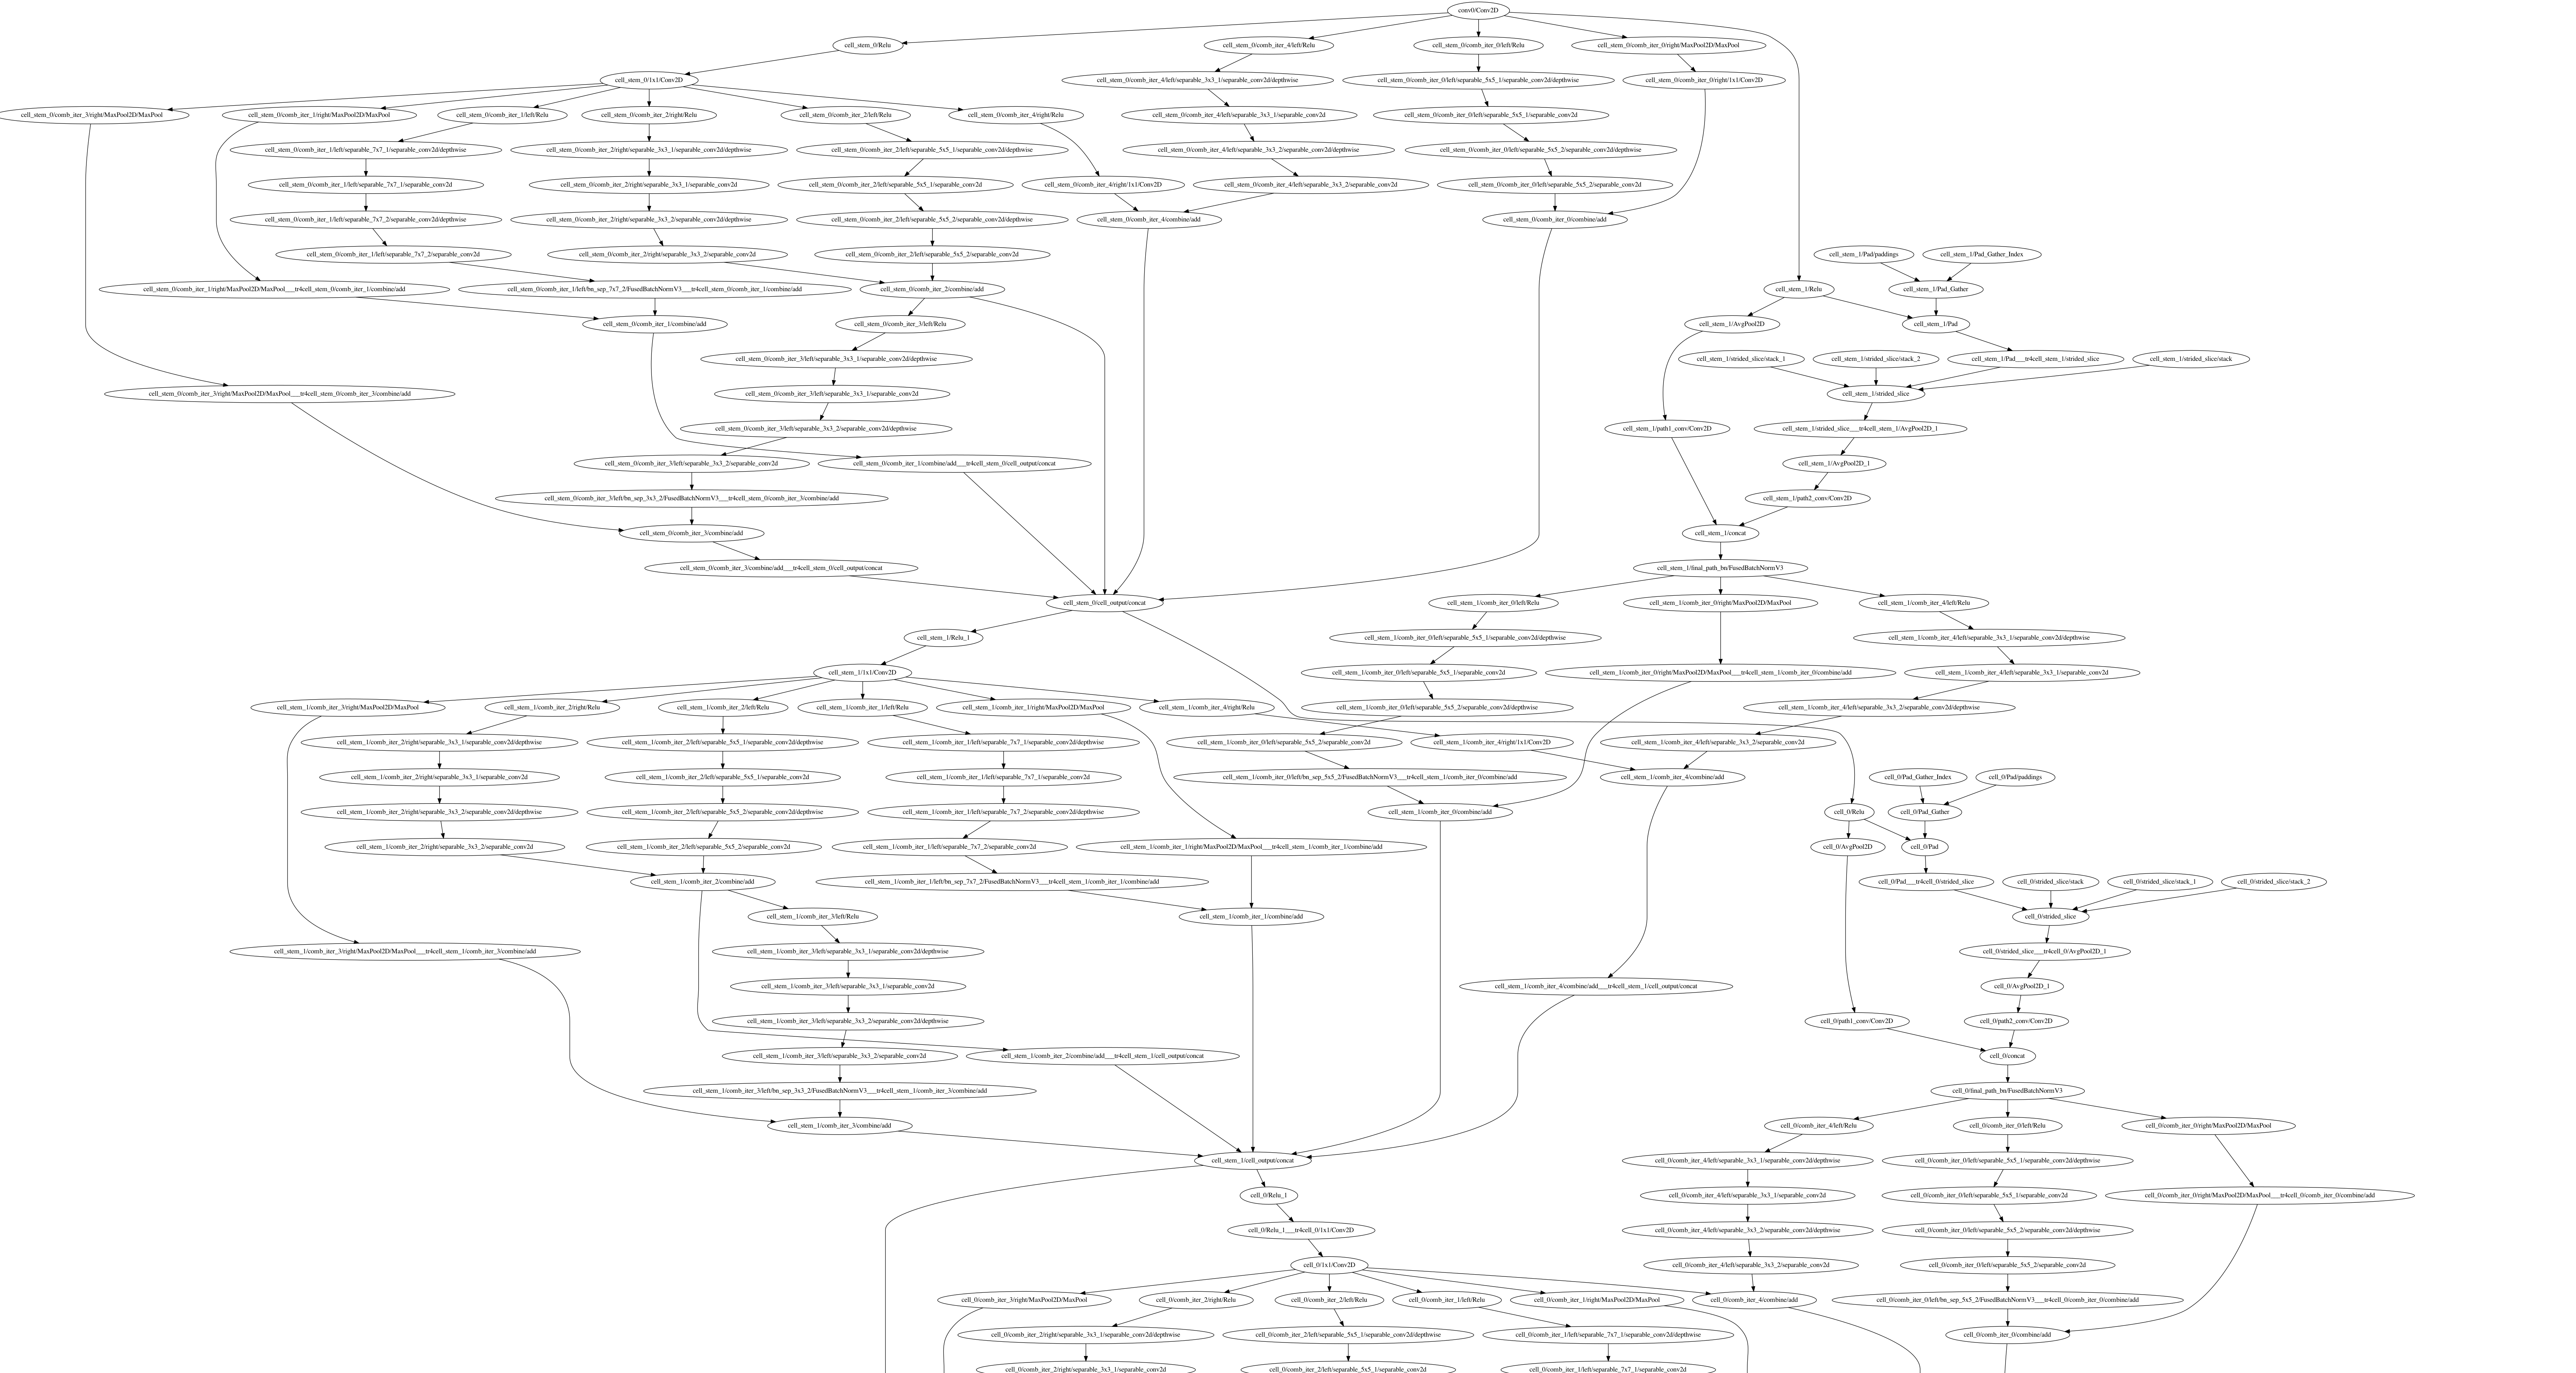 conv0/Conv2D
cell_stem_0/Relu
cell_stem_0/comb_iter_4/left/Relu
cell_stem_0/comb_iter_0/left/Relu
cell_stem_0/comb_iter_0/right/MaxPool2D/MaxPool
cell_stem_0/1x1/Conv2D
cell_stem_0/comb_iter_4/left/separable_3x3_1/separable_conv2d/depthwise
cell_stem_0/comb_iter_0/left/separable_5x5_1/separable_conv2d/depthwise
cell_stem_0/comb_iter_0/right/1x1/Conv2D
cell_stem_0/comb_iter_3/right/MaxPool2D/MaxPool
cell_stem_0/comb_iter_1/right/MaxPool2D/MaxPool
cell_stem_0/comb_iter_1/left/Relu
cell_stem_0/comb_iter_2/right/Relu
cell_stem_0/comb_iter_2/left/Relu
cell_stem_0/comb_iter_4/right/Relu
cell_stem_0/comb_iter_4/left/separable_3x3_1/separable_conv2d
cell_stem_0/comb_iter_0/left/separable_5x5_1/separable_conv2d
cell_stem_0/comb_iter_1/left/separable_7x7_1/separable_conv2d/depthwise
cell_stem_0/comb_iter_2/right/separable_3x3_1/separable_conv2d/depthwise
cell_stem_0/comb_iter_2/left/separable_5x5_1/separable_conv2d/depthwise
cell_stem_0/comb_iter_4/left/separable_3x3_2/separable_conv2d/depthwise
cell_stem_0/comb_iter_0/left/separable_5x5_2/separable_conv2d/depthwise
cell_stem_0/comb_iter_1/left/separable_7x7_1/separable_conv2d
cell_stem_0/comb_iter_2/right/separable_3x3_1/separable_conv2d
cell_stem_0/comb_iter_2/left/separable_5x5_1/separable_conv2d
cell_stem_0/comb_iter_4/right/1x1/Conv2D
cell_stem_0/comb_iter_4/left/separable_3x3_2/separable_conv2d
cell_stem_0/comb_iter_0/left/separable_5x5_2/separable_conv2d
cell_stem_0/comb_iter_1/left/separable_7x7_2/separable_conv2d/depthwise
cell_stem_0/comb_iter_2/right/separable_3x3_2/separable_conv2d/depthwise
cell_stem_0/comb_iter_2/left/separable_5x5_2/separable_conv2d/depthwise
cell_stem_0/comb_iter_4/combine/add
cell_stem_0/comb_iter_0/combine/add
cell_stem_0/comb_iter_1/left/separable_7x7_2/separable_conv2d
cell_stem_0/comb_iter_2/right/separable_3x3_2/separable_conv2d
cell_stem_0/comb_iter_2/left/separable_5x5_2/separable_conv2d
cell_stem_1/Pad/paddings
cell_stem_1/Pad_Gather_Index
cell_stem_0/comb_iter_1/right/MaxPool2D/MaxPool___tr4cell_stem_0/comb_iter_1/combine/add
cell_stem_0/comb_iter_1/left/bn_sep_7x7_2/FusedBatchNormV3___tr4cell_stem_0/comb_iter_1/combine/add
cell_stem_0/comb_iter_2/combine/add
cell_stem_1/Relu
cell_stem_1/Pad_Gather
cell_stem_0/comb_iter_1/combine/add
cell_stem_0/comb_iter_3/left/Relu
cell_stem_1/AvgPool2D
cell_stem_1/Pad
cell_stem_0/comb_iter_3/left/separable_3x3_1/separable_conv2d/depthwise
cell_stem_1/strided_slice/stack_1
cell_stem_1/strided_slice/stack_2
cell_stem_1/Pad___tr4cell_stem_1/strided_slice
cell_stem_1/strided_slice/stack
cell_stem_0/comb_iter_3/right/MaxPool2D/MaxPool___tr4cell_stem_0/comb_iter_3/combine/add
cell_stem_0/comb_iter_3/left/separable_3x3_1/separable_conv2d
cell_stem_1/strided_slice
cell_stem_0/comb_iter_3/left/separable_3x3_2/separable_conv2d/depthwise
cell_stem_1/path1_conv/Conv2D
cell_stem_1/strided_slice___tr4cell_stem_1/AvgPool2D_1
cell_stem_0/comb_iter_3/left/separable_3x3_2/separable_conv2d
cell_stem_0/comb_iter_1/combine/add___tr4cell_stem_0/cell_output/concat
cell_stem_1/AvgPool2D_1
cell_stem_0/comb_iter_3/left/bn_sep_3x3_2/FusedBatchNormV3___tr4cell_stem_0/comb_iter_3/combine/add
cell_stem_1/path2_conv/Conv2D
cell_stem_0/comb_iter_3/combine/add
cell_stem_1/concat
cell_stem_0/comb_iter_3/combine/add___tr4cell_stem_0/cell_output/concat
cell_stem_1/final_path_bn/FusedBatchNormV3
cell_stem_0/cell_output/concat
cell_stem_1/comb_iter_0/left/Relu
cell_stem_1/comb_iter_0/right/MaxPool2D/MaxPool
cell_stem_1/comb_iter_4/left/Relu
cell_stem_1/Relu_1
cell_stem_1/comb_iter_0/left/separable_5x5_1/separable_conv2d/depthwise
cell_stem_1/comb_iter_4/left/separable_3x3_1/separable_conv2d/depthwise
cell_stem_1/1x1/Conv2D
cell_stem_1/comb_iter_0/left/separable_5x5_1/separable_conv2d
cell_stem_1/comb_iter_0/right/MaxPool2D/MaxPool___tr4cell_stem_1/comb_iter_0/combine/add
cell_stem_1/comb_iter_4/left/separable_3x3_1/separable_conv2d
cell_stem_1/comb_iter_3/right/MaxPool2D/MaxPool
cell_stem_1/comb_iter_2/right/Relu
cell_stem_1/comb_iter_2/left/Relu
cell_stem_1/comb_iter_1/left/Relu
cell_stem_1/comb_iter_1/right/MaxPool2D/MaxPool
cell_stem_1/comb_iter_4/right/Relu
cell_stem_1/comb_iter_0/left/separable_5x5_2/separable_conv2d/depthwise
cell_stem_1/comb_iter_4/left/separable_3x3_2/separable_conv2d/depthwise
cell_stem_1/comb_iter_2/right/separable_3x3_1/separable_conv2d/depthwise
cell_stem_1/comb_iter_2/left/separable_5x5_1/separable_conv2d/depthwise
cell_stem_1/comb_iter_1/left/separable_7x7_1/separable_conv2d/depthwise
cell_stem_1/comb_iter_0/left/separable_5x5_2/separable_conv2d
cell_stem_1/comb_iter_4/right/1x1/Conv2D
cell_stem_1/comb_iter_4/left/separable_3x3_2/separable_conv2d
cell_stem_1/comb_iter_2/right/separable_3x3_1/separable_conv2d
cell_stem_1/comb_iter_2/left/separable_5x5_1/separable_conv2d
cell_stem_1/comb_iter_1/left/separable_7x7_1/separable_conv2d
cell_stem_1/comb_iter_0/left/bn_sep_5x5_2/FusedBatchNormV3___tr4cell_stem_1/comb_iter_0/combine/add
cell_stem_1/comb_iter_4/combine/add
cell_0/Pad_Gather_Index
cell_0/Pad/paddings
cell_stem_1/comb_iter_2/right/separable_3x3_2/separable_conv2d/depthwise
cell_stem_1/comb_iter_2/left/separable_5x5_2/separable_conv2d/depthwise
cell_stem_1/comb_iter_1/left/separable_7x7_2/separable_conv2d/depthwise
cell_stem_1/comb_iter_0/combine/add
cell_0/Relu
cell_0/Pad_Gather
cell_stem_1/comb_iter_2/right/separable_3x3_2/separable_conv2d
cell_stem_1/comb_iter_2/left/separable_5x5_2/separable_conv2d
cell_stem_1/comb_iter_1/left/separable_7x7_2/separable_conv2d
cell_stem_1/comb_iter_1/right/MaxPool2D/MaxPool___tr4cell_stem_1/comb_iter_1/combine/add
cell_0/AvgPool2D
cell_0/Pad
cell_stem_1/comb_iter_2/combine/add
cell_stem_1/comb_iter_1/left/bn_sep_7x7_2/FusedBatchNormV3___tr4cell_stem_1/comb_iter_1/combine/add
cell_0/Pad___tr4cell_0/strided_slice
cell_0/strided_slice/stack
cell_0/strided_slice/stack_1
cell_0/strided_slice/stack_2
cell_stem_1/comb_iter_3/left/Relu
cell_stem_1/comb_iter_1/combine/add
cell_0/strided_slice
cell_stem_1/comb_iter_3/right/MaxPool2D/MaxPool___tr4cell_stem_1/comb_iter_3/combine/add
cell_stem_1/comb_iter_3/left/separable_3x3_1/separable_conv2d/depthwise
cell_0/strided_slice___tr4cell_0/AvgPool2D_1
cell_stem_1/comb_iter_3/left/separable_3x3_1/separable_conv2d
cell_stem_1/comb_iter_4/combine/add___tr4cell_stem_1/cell_output/concat
cell_0/AvgPool2D_1
cell_stem_1/comb_iter_3/left/separable_3x3_2/separable_conv2d/depthwise
cell_0/path1_conv/Conv2D
cell_0/path2_conv/Conv2D
cell_stem_1/comb_iter_3/left/separable_3x3_2/separable_conv2d
cell_stem_1/comb_iter_2/combine/add___tr4cell_stem_1/cell_output/concat
cell_0/concat
cell_stem_1/comb_iter_3/left/bn_sep_3x3_2/FusedBatchNormV3___tr4cell_stem_1/comb_iter_3/combine/add
cell_0/final_path_bn/FusedBatchNormV3
cell_stem_1/comb_iter_3/combine/add
cell_0/comb_iter_4/left/Relu
cell_0/comb_iter_0/left/Relu
cell_0/comb_iter_0/right/MaxPool2D/MaxPool
cell_stem_1/cell_output/concat
cell_0/comb_iter_4/left/separable_3x3_1/separable_conv2d/depthwise
cell_0/comb_iter_0/left/separable_5x5_1/separable_conv2d/depthwise
cell_0/Relu_1
cell_0/comb_iter_4/left/separable_3x3_1/separable_conv2d
cell_0/comb_iter_0/left/separable_5x5_1/separable_conv2d
cell_0/comb_iter_0/right/MaxPool2D/MaxPool___tr4cell_0/comb_iter_0/combine/add
cell_0/Relu_1___tr4cell_0/1x1/Conv2D
cell_0/comb_iter_4/left/separable_3x3_2/separable_conv2d/depthwise
cell_0/comb_iter_0/left/separable_5x5_2/separable_conv2d/depthwise
cell_0/1x1/Conv2D
cell_0/comb_iter_4/left/separable_3x3_2/separable_conv2d
cell_0/comb_iter_0/left/separable_5x5_2/separable_conv2d
cell_0/comb_iter_3/right/MaxPool2D/MaxPool
cell_0/comb_iter_2/right/Relu
cell_0/comb_iter_2/left/Relu
cell_0/comb_iter_1/left/Relu
cell_0/comb_iter_1/right/MaxPool2D/MaxPool
cell_0/comb_iter_4/combine/add
cell_0/comb_iter_0/left/bn_sep_5x5_2/FusedBatchNormV3___tr4cell_0/comb_iter_0/combine/add
cell_0/comb_iter_2/right/separable_3x3_1/separable_conv2d/depthwise
cell_0/comb_iter_2/left/separable_5x5_1/separable_conv2d/depthwise
cell_0/comb_iter_1/left/separable_7x7_1/separable_conv2d/depthwise
cell_0/comb_iter_0/combine/add
cell_0/comb_iter_2/right/separable_3x3_1/separable_conv2d
cell_0/comb_iter_2/left/separable_5x5_1/separable_conv2d
cell_0/comb_iter_1/left/separable_7x7_1/separable_conv2d